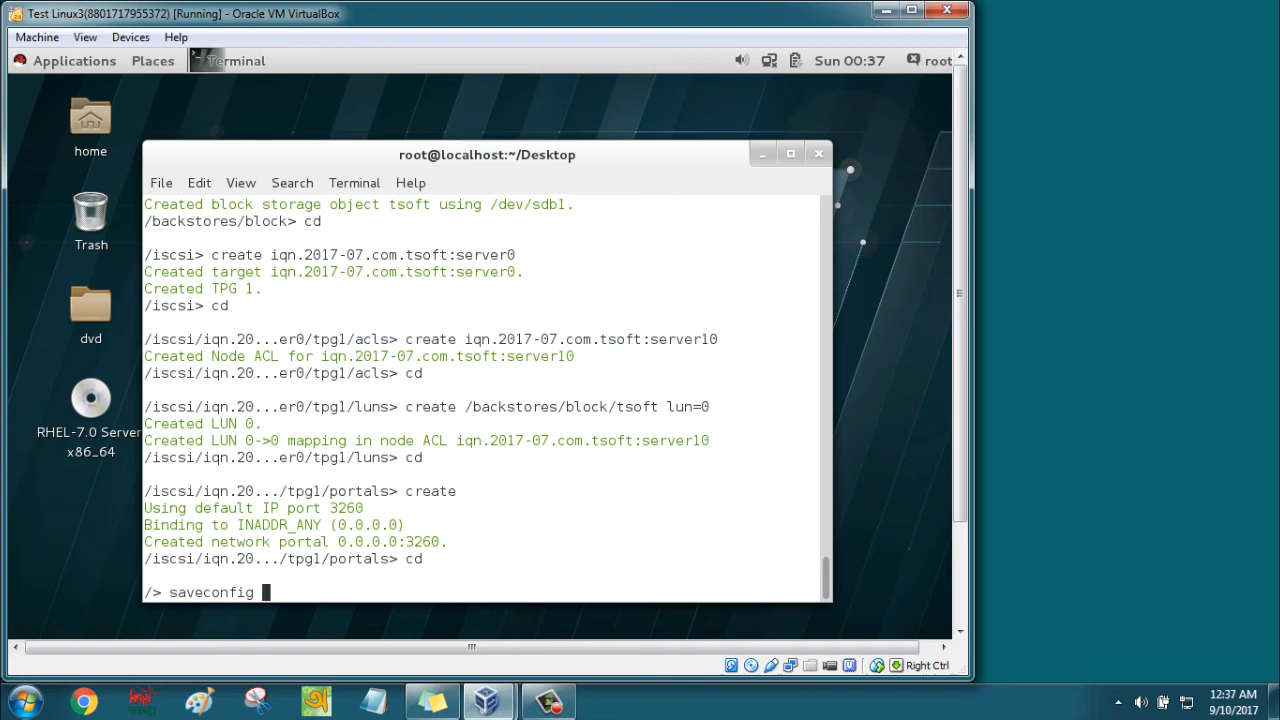 Test Linux3(8801717955372) [Running] - Oracle VM VirtualBox
Machine View Devices Help
Applications Places Terminal Sun 00:37 root
home
Trash
dvd
RHEL-7.0 Server
x86_64
root@localhost:~/Desktop
File Edit View Search Terminal Help
Created block storage object tsoft using /dev/sdb1.
/backstores/block> cd
/iscsi> create iqn.2017-07.com.tsoft:server0
Created target iqn.2017-07.com.tsoft:server0.
Created TPG 1.
/iscsi> cd
/iscsi/iqn.20...er0/tpg1/acls> create iqn.2017-07.com.tsoft:server10
Created Node ACL for iqn.2017-07.com.tsoft:server10
/iscsi/iqn.20...er0/tpg1/acls> cd
/iscsi/iqn.20...er0/tpg1/luns> create /backstores/block/tsoft lun=0
Created LUN 0.
Created LUN 0->0 mapping in node ACL iqn.2017-07.com.tsoft:server10
/iscsi/iqn.20...er0/tpg1/luns> cd
/iscsi/iqn.20.../tpg1/portals> create
Using default IP port 3260
Binding to INADDR_ANY (0.0.0.0)
Created network portal 0.0.0.0:3260.
/iscsi/iqn.20.../tpg1/portals> cd
/> saveconfig
Right Ctrl
12:37 AM
9/10/2017